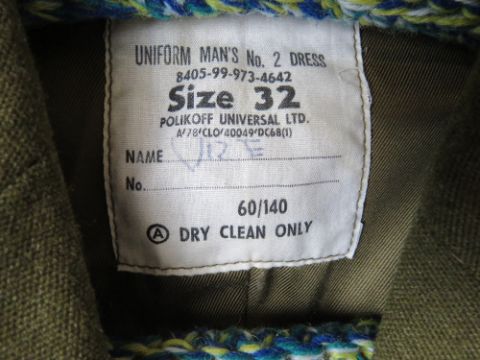 UNIFORM MAN'S No. 2 DRESS
8405-99-973-4642
Size 32
POLIKOFF UNIVERSAL LTD.
A/78/CLO/40049/DC68(1)
NAME
No.
60/140
A DRY CLEAN ONLY